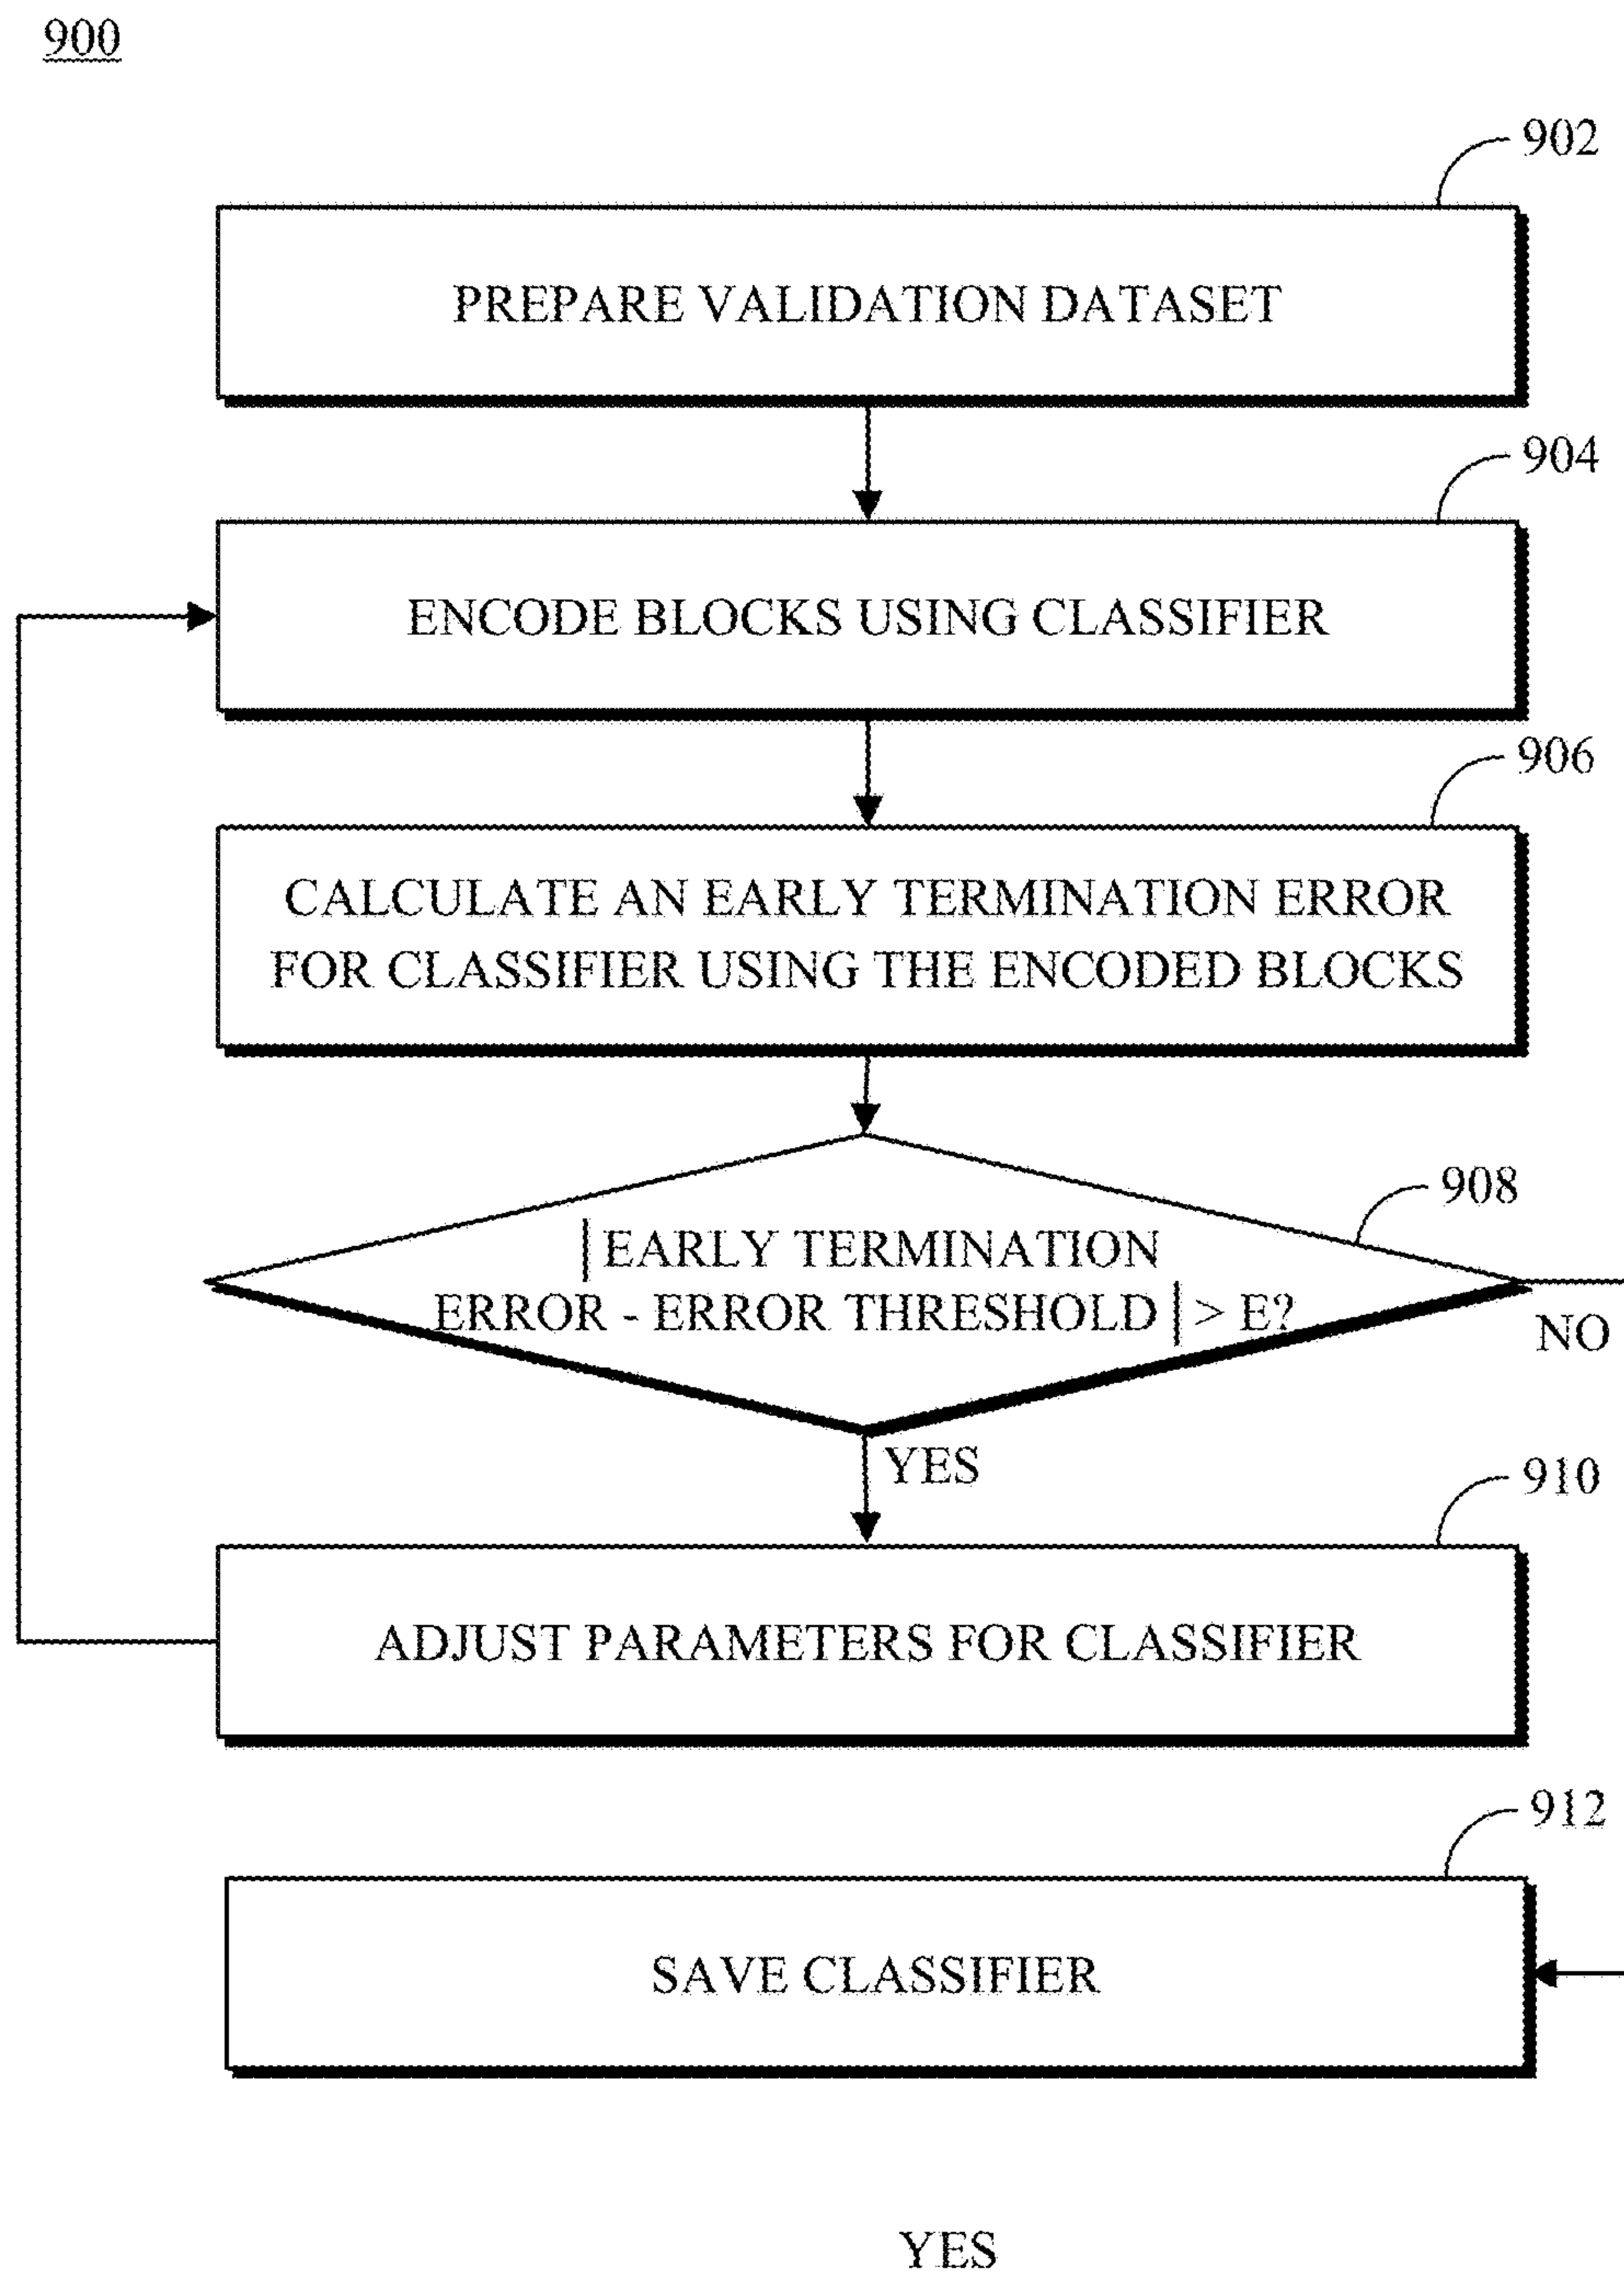 900
902
PREPARE VALIDATION DATASET
904
ENCODE BLOCKS USING CLASSIFIER
906
CALCULATE AN EARLY TERMINATION ERROR
FOR CLASSIFIER USING THE ENCODED BLOCKS
908
| EARLY TERMINATION
ERROR - ERROR THRESHOLD | > E?
NO
YES
910
ADJUST PARAMETERS FOR CLASSIFIER
912
SAVE CLASSIFIER
YES